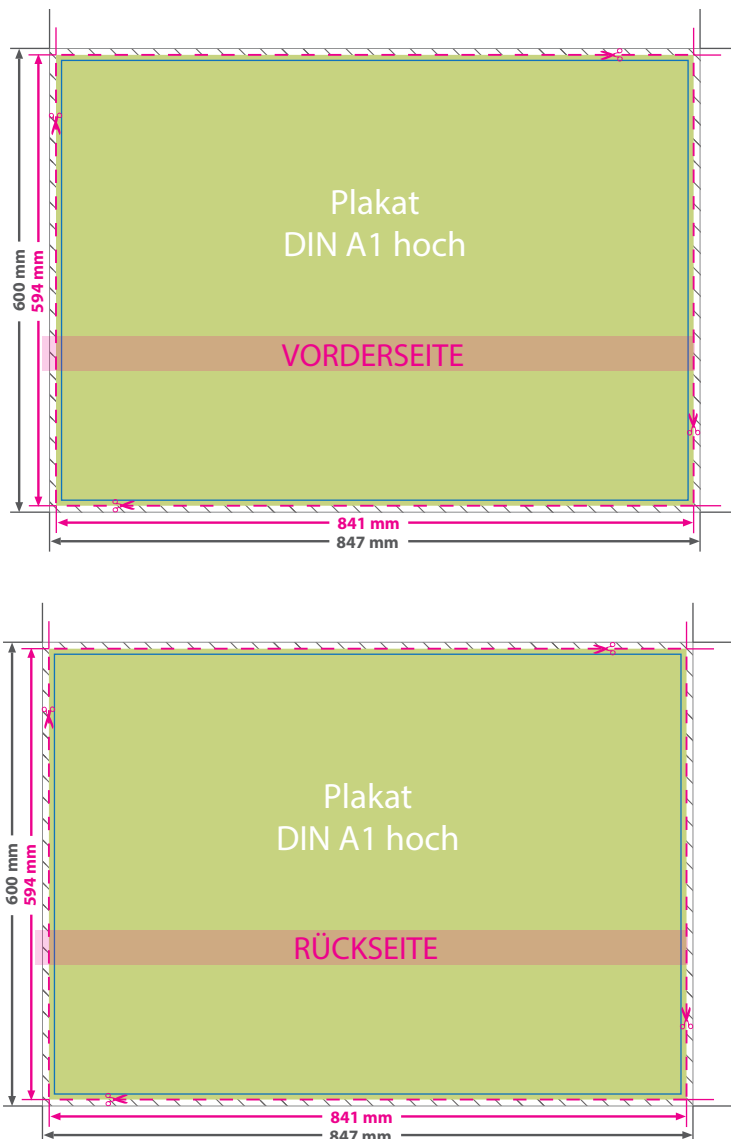 Plakat
DIN A1 hoch
600 mm
594 mm
VORDERSEITE
841 mm
847 mm
Plakat
DIN A1 hoch
600 mm
594 mm
RÜCKSEITE
841 mm
847 mm